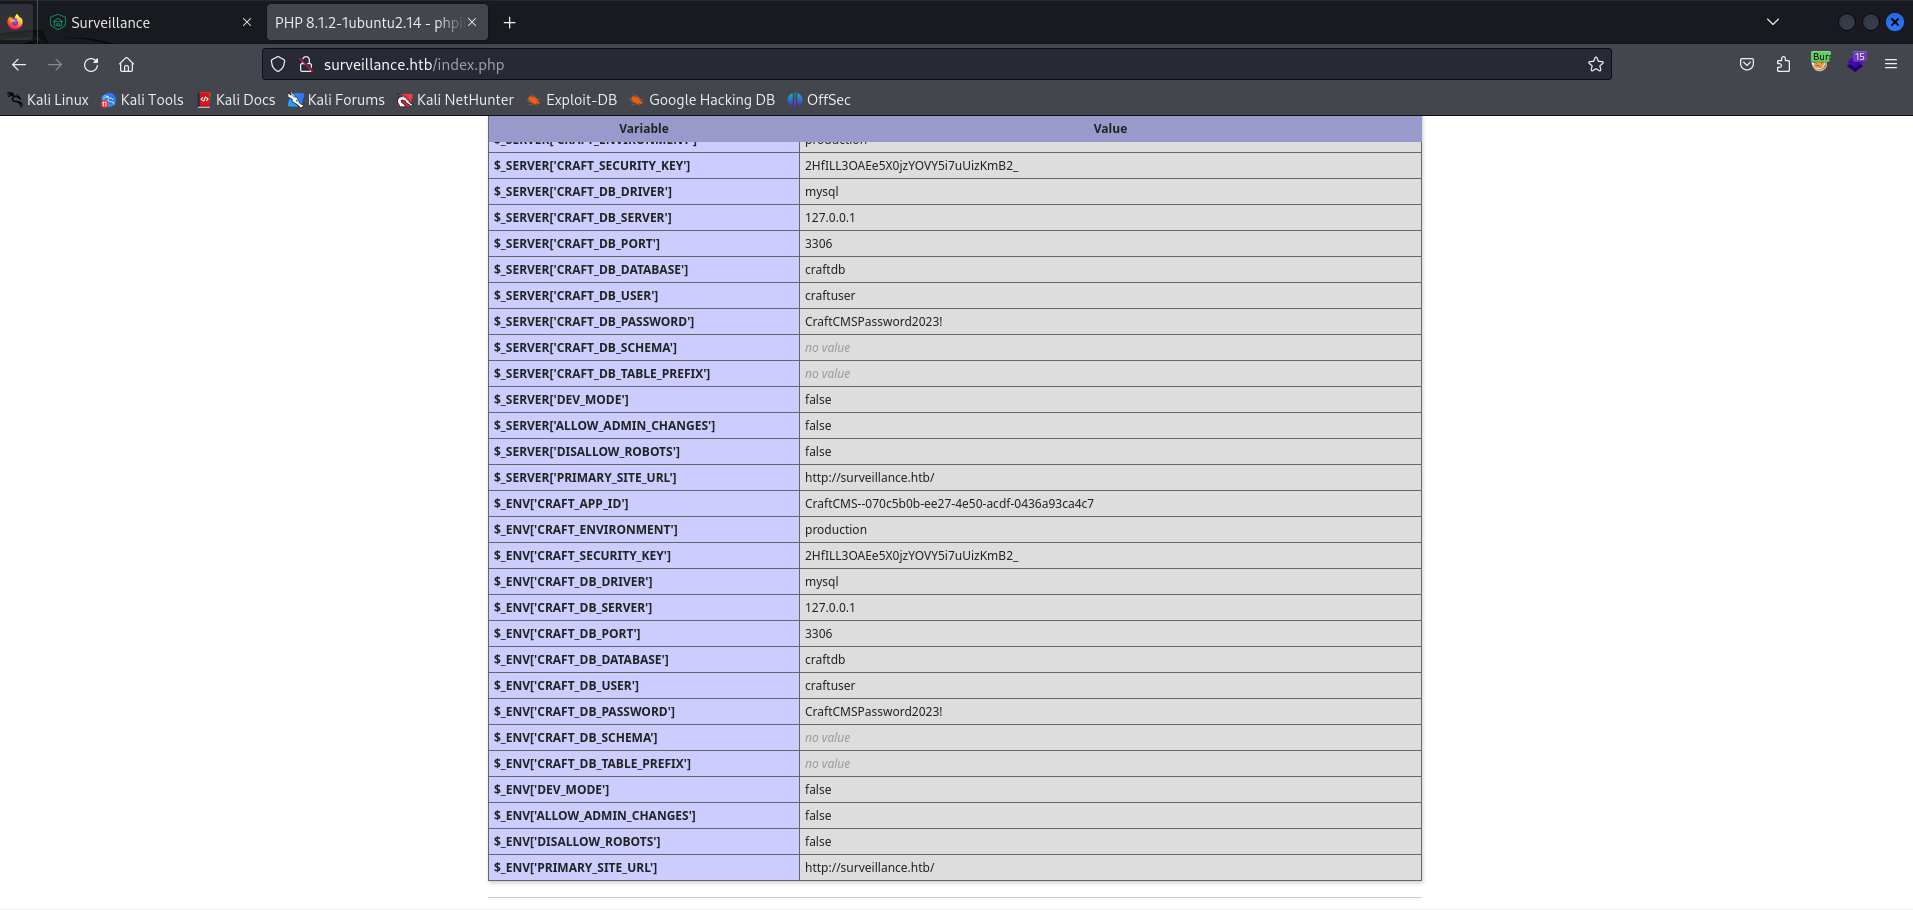 Surveillance
PHP 8.1.2-1ubuntu2.14 - php
surveillance.htb/index.php
Burp
15
Kali Linux Kali Tools Kali Docs Kali Forums Kali NetHunter Exploit-DB Google Hacking DB OffSec
Variable Value
$_SERVER['CRAFT_ENVIRONMENT'] production
$_SERVER['CRAFT_SECURITY_KEY'] 2HfILL3OAEe5X0jzYOVY5i7uUizKmB2_
$_SERVER['CRAFT_DB_DRIVER'] mysql
$_SERVER['CRAFT_DB_SERVER'] 127.0.0.1
$_SERVER['CRAFT_DB_PORT'] 3306
$_SERVER['CRAFT_DB_DATABASE'] craftdb
$_SERVER['CRAFT_DB_USER'] craftuser
$_SERVER['CRAFT_DB_PASSWORD'] CraftCMSPassword2023!
$_SERVER['CRAFT_DB_SCHEMA'] no value
$_SERVER['CRAFT_DB_TABLE_PREFIX'] no value
$_SERVER['DEV_MODE'] false
$_SERVER['ALLOW_ADMIN_CHANGES'] false
$_SERVER['DISALLOW_ROBOTS'] false
$_SERVER['PRIMARY_SITE_URL'] http://surveillance.htb/
$_ENV['CRAFT_APP_ID'] CraftCMS--070c5b0b-ee27-4e50-acdf-0436a93ca4c7
$_ENV['CRAFT_ENVIRONMENT'] production
$_ENV['CRAFT_SECURITY_KEY'] 2HfILL3OAEe5X0jzYOVY5i7uUizKmB2_
$_ENV['CRAFT_DB_DRIVER'] mysql
$_ENV['CRAFT_DB_SERVER'] 127.0.0.1
$_ENV['CRAFT_DB_PORT'] 3306
$_ENV['CRAFT_DB_DATABASE'] craftdb
$_ENV['CRAFT_DB_USER'] craftuser
$_ENV['CRAFT_DB_PASSWORD'] CraftCMSPassword2023!
$_ENV['CRAFT_DB_SCHEMA'] no value
$_ENV['CRAFT_DB_TABLE_PREFIX'] no value
$_ENV['DEV_MODE'] false
$_ENV['ALLOW_ADMIN_CHANGES'] false
$_ENV['DISALLOW_ROBOTS'] false
$_ENV['PRIMARY_SITE_URL'] http://surveillance.htb/